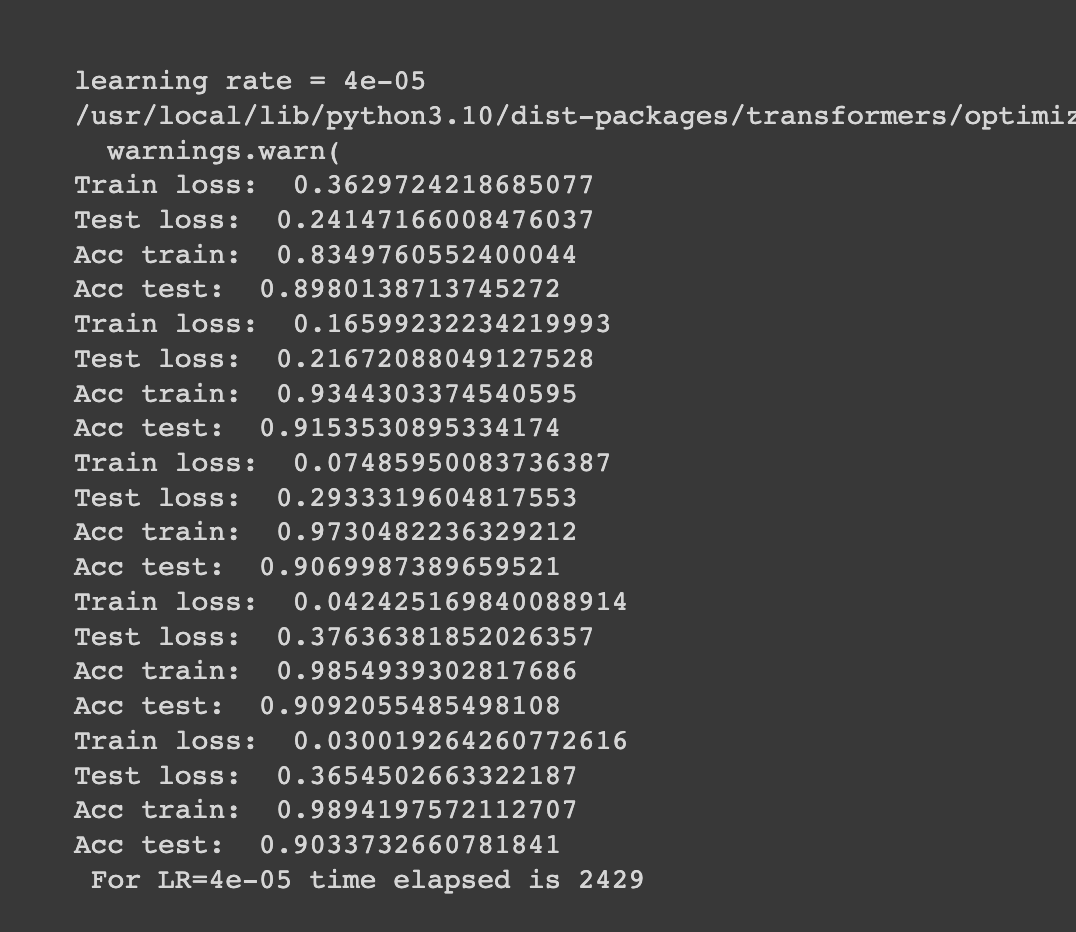 learning rate = 4e-05
/usr/local/lib/python3.10/dist-packages/transformers/optimiz
warnings.warn(
Train loss:  0.3629724218685077
Test loss:  0.24147166008476037
Acc train:  0.8349760552400044
Acc test:  0.8980138713745272
Train loss:  0.16599232234219993
Test loss:  0.21672088049127528
Acc train:  0.9344303374540595
Acc test:  0.9153530895334174
Train loss:  0.07485950083736387
Test loss:  0.2933319604817553
Acc train:  0.9730482236329212
Acc test:  0.9069987389659521
Train loss:  0.042425169840088914
Test loss:  0.37636381852026357
Acc train:  0.9854939302817686
Acc test:  0.9092055485498108
Train loss:  0.030019264260772616
Test loss:  0.3654502663322187
Acc train:  0.9894197572112707
Acc test:  0.9033732660781841
For LR=4e-05 time elapsed is 2429